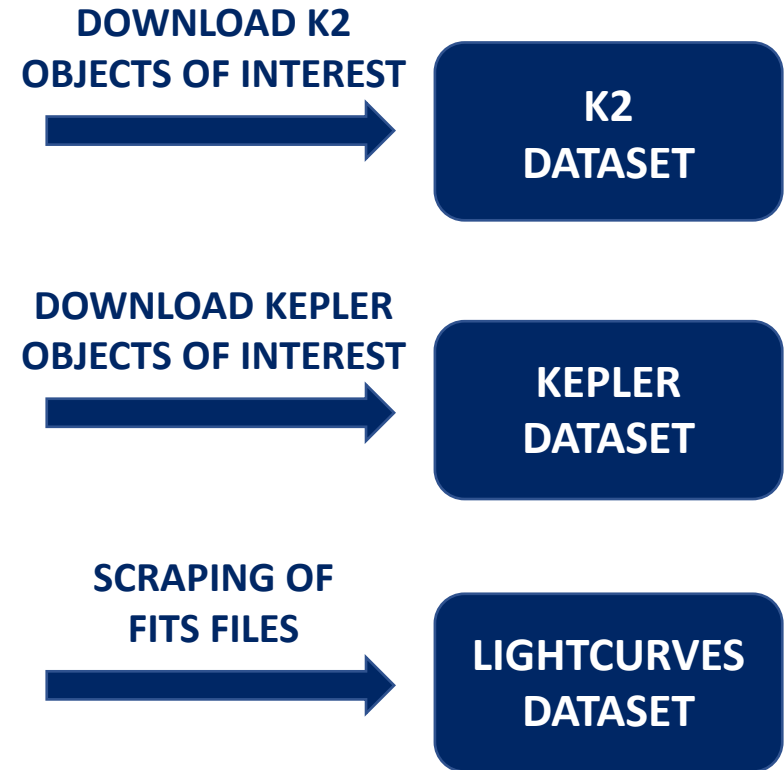 DOWNLOAD K2
OBJECTS OF INTEREST
K2
DATASET
DOWNLOAD KEPLER
OBJECTS OF INTEREST
KEPLER
DATASET
SCRAPING OF
FITS FILES
LIGHTCURVES
DATASET